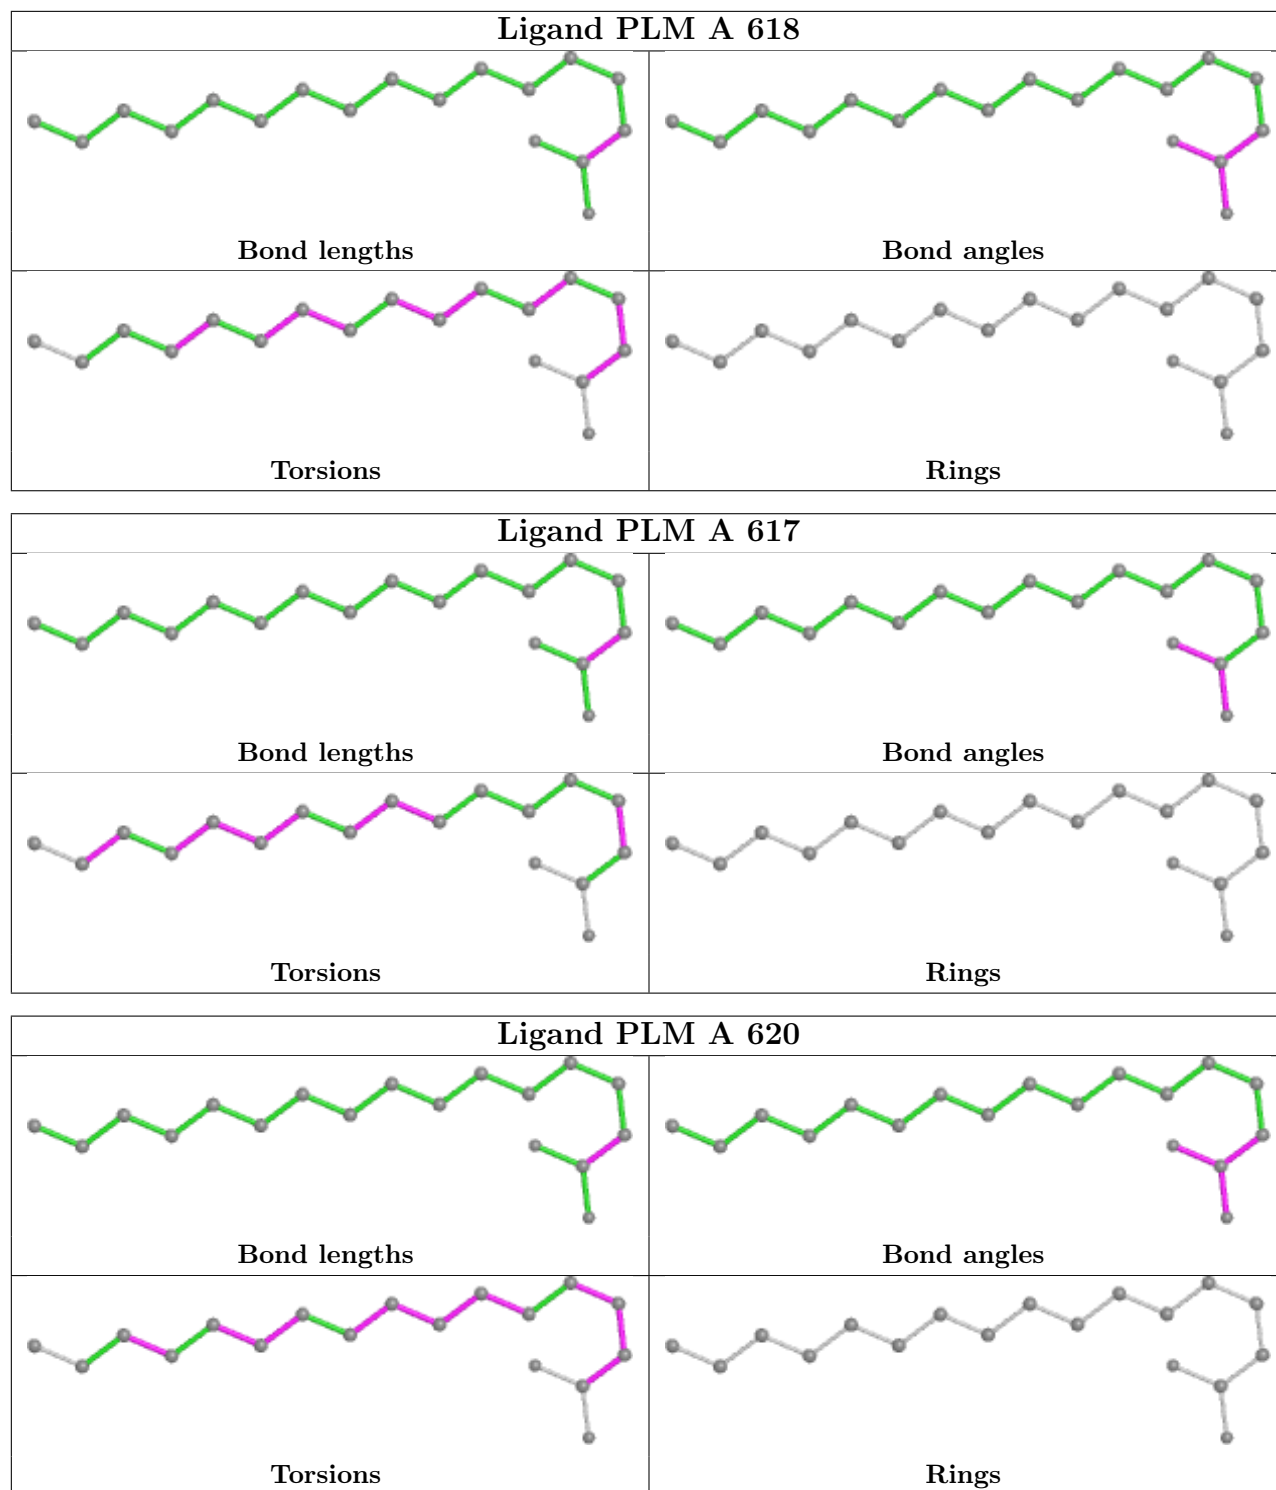 Ligand PLM A 618
Bond lengths
Bond angles
Torsions
Rings
Ligand PLM A 617
Bond lengths
Bond angles
Torsions
Rings
Ligand PLM A 620
Bond lengths
Bond angles
Torsions
Rings